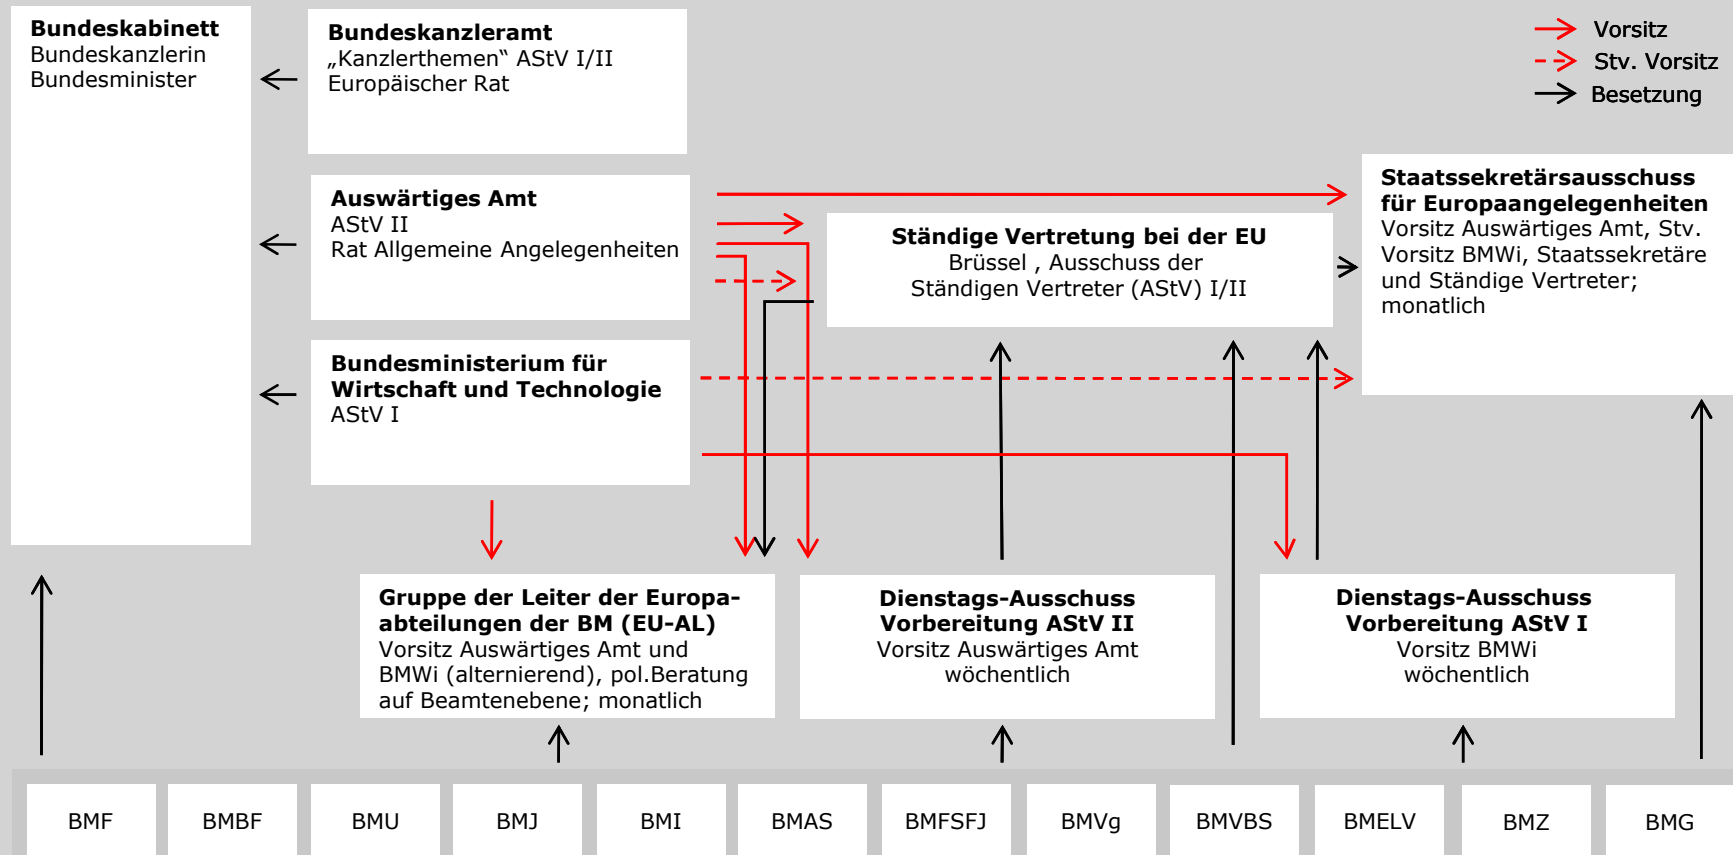 Bundeskabinett
Bundeskanzlerin
Bundesminister
Bundeskanzleramt
„Kanzlerthemen“ AStV I/II
Europäischer Rat
Vorsitz
Stv. Vorsitz
Besetzung
Auswärtiges Amt
AStV II
Rat Allgemeine Angelegenheiten
Ständige Vertretung bei der EU
Brüssel , Ausschuss der
Ständigen Vertreter (AStV) I/II
Staatssekretärsausschuss
für Europaangelegenheiten
Vorsitz Auswärtiges Amt, Stv.
Vorsitz BMWi, Staatssekretäre
und Ständige Vertreter;
monatlich
Bundesministerium für
Wirtschaft und Technologie
AStV I
Gruppe der Leiter der Europa-
abteilungen der BM (EU-AL)
Vorsitz Auswärtiges Amt und
BMWi (alternierend), pol.Beratung
auf Beamtenebene; monatlich
Dienstags-Ausschuss
Vorbereitung AStV II
Vorsitz Auswärtiges Amt
wöchentlich
Dienstags-Ausschuss
Vorbereitung AStV I
Vorsitz BMWi
wöchentlich
BMF
BMBF
BMU
BMJ
BMI
BMAS
BMFSFJ
BMVg
BMVBS
BMELV
BMZ
BMG